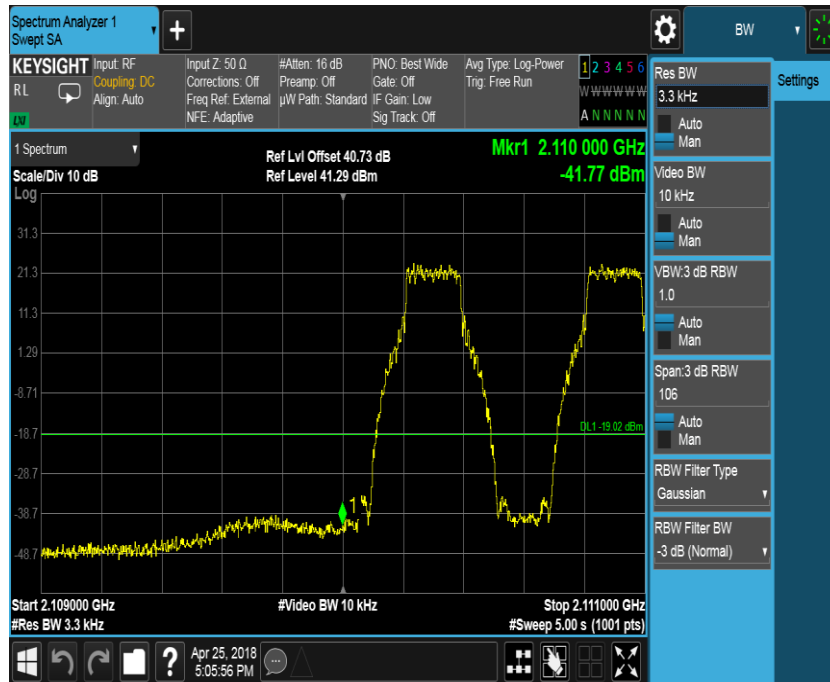 Spectrum Analyzer 1
Swept SA
+
BW
KEYSIGHT
RL
LXI
Input: RF
Coupling: DC
Align: Auto
Input Z: 50 Ω
Corrections: Off
Freq Ref: External
NFE: Adaptive
#Atten: 16 dB
Preamp: Off
µW Path: Standard
PNO: Best Wide
Gate: Off
IF Gain: Low
Sig Track: Off
Avg Type: Log-Power
Trig: Free Run
1 2 3 4 5 6
W W W W W W
A N N N N N
1 Spectrum
Scale/Div 10 dB
Log
Ref Lvl Offset 40.73 dB
Ref Level 41.29 dBm
Mkr1 2.110 000 GHz
-41.77 dBm
31.3
21.3
11.3
1.29
-8.71
-18.7
-28.7
-38.7
-48.7
DL1 -19.02 dBm
1
Start 2.109000 GHz
#Res BW 3.3 kHz
#Video BW 10 kHz
Stop 2.111000 GHz
#Sweep 5.00 s (1001 pts)
Res BW
3.3 kHz
Auto
Man
Video BW
10 kHz
Auto
Man
VBW:3 dB RBW
1.0
Auto
Man
Span:3 dB RBW
106
Auto
Man
RBW Filter Type
Gaussian
RBW Filter BW
-3 dB (Normal)
Settings
?
Apr 25, 2018
5:05:56 PM